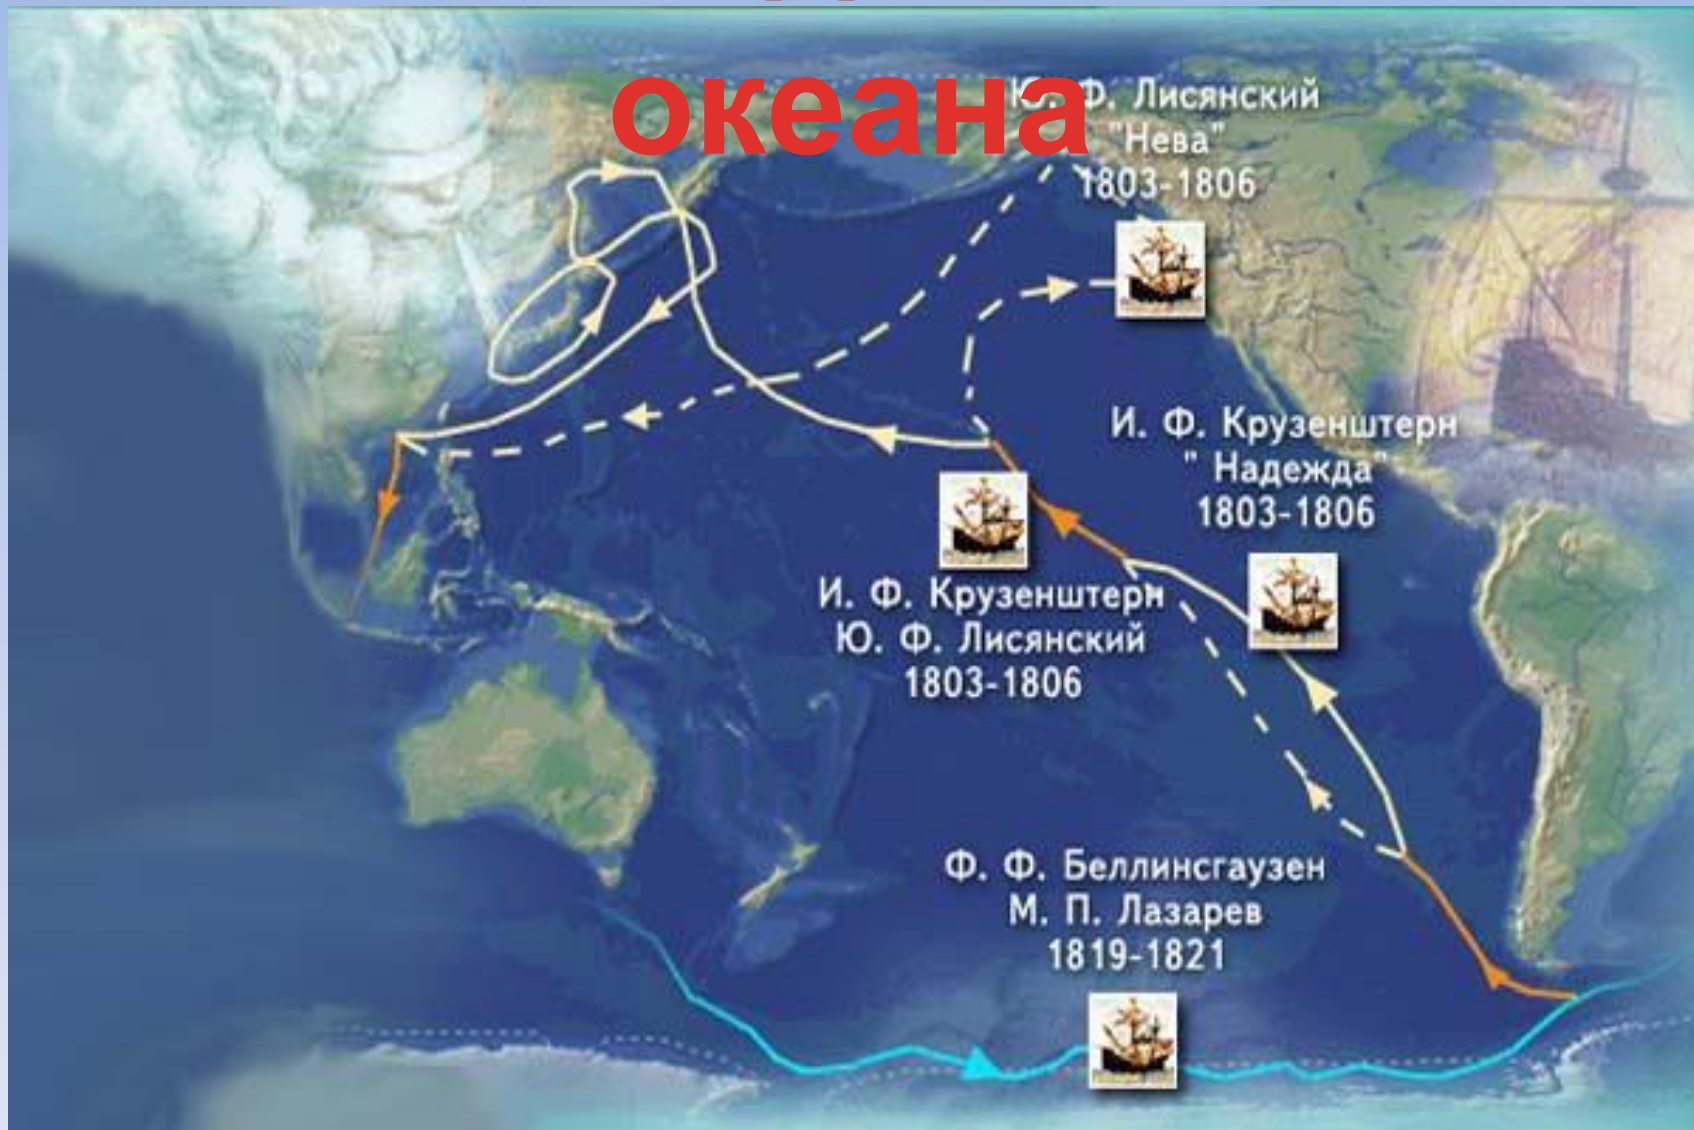 океана
Ю. Ф. Лисянский
"Нева"
1803-1806
И. Ф. Крузенштерн
" Надежда"
1803-1806
И. Ф. Крузенштерн
Ю. Ф. Лисянский
1803-1806
Ф. Ф. Беллинсгаузен
М. П. Лазарев
1819-1821